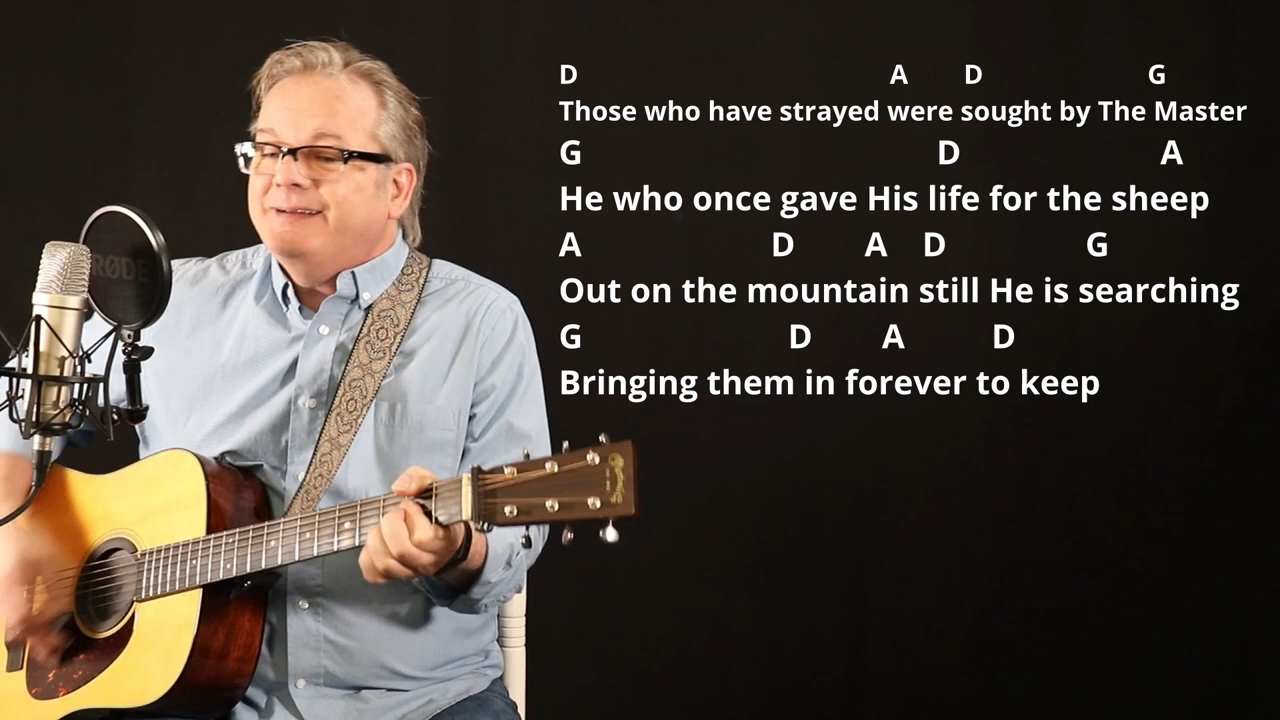 D A D G
Those who have strayed were sought by The Master
G D A
He who once gave His life for the sheep
A D A D G
Out on the mountain still He is searching
G D A D
Bringing them in forever to keep
RØDE